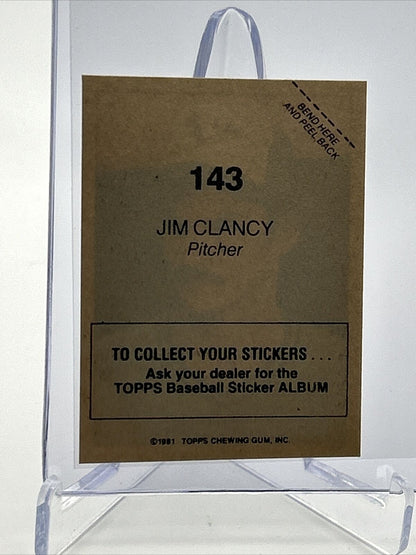 BEND HERE
AND PEEL BACK
143
JIM CLANCY
Pitcher
TO COLLECT YOUR STICKERS . . .
Ask your dealer for the
TOPPS Baseball Sticker ALBUM
©1981 TOPPS CHEWING GUM, INC.